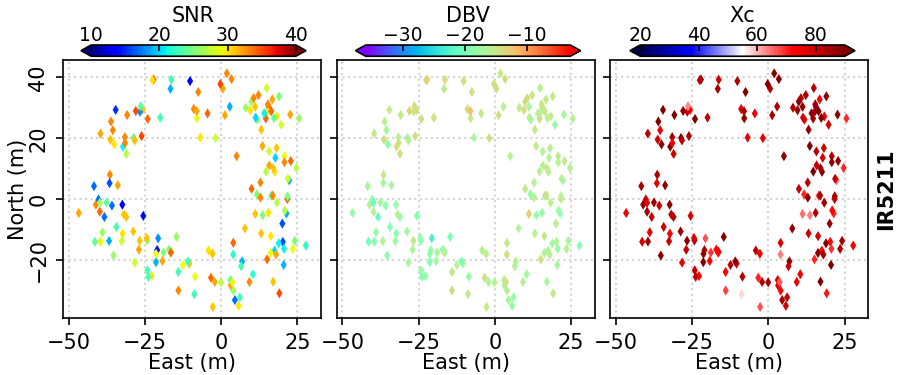 SNR DBV Xc
10 20 30 40 −30 −20 −10 20 40 60 80
40
20
0
−20
North (m)
IR5211
−50 −25 0 25 −50 −25 0 25 −50 −25 0 25
East (m) East (m) East (m)